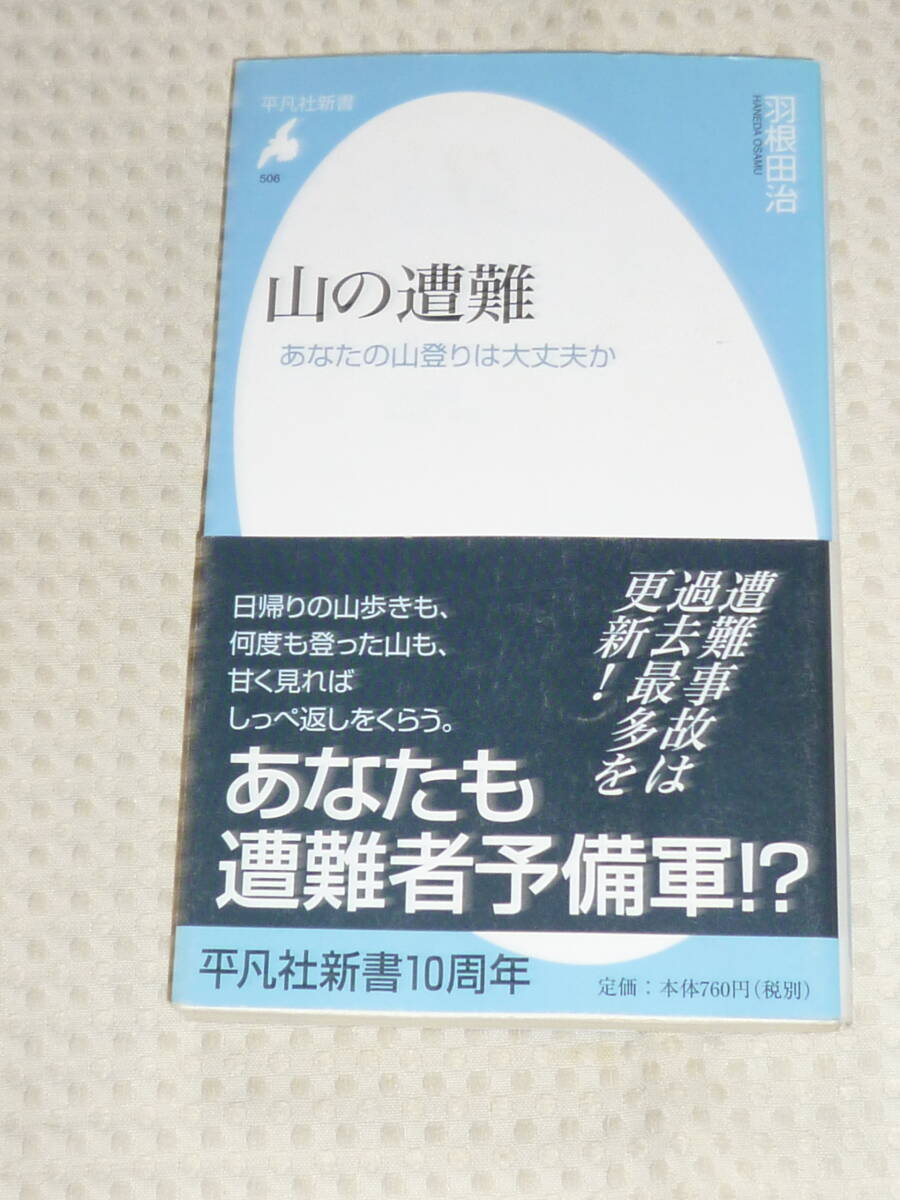 平凡社新書
506
羽根田治
HANEDA OSAMU
山の遭難
あなたの山登りは大丈夫か
遭難事故は
過去最多を
更新！
日帰りの山歩きも、
何度も登った山も、
甘く見れば
しっぺ返しをくらう。
あなたも
遭難者予備軍!?
平凡社新書10周年
定価：本体760円（税別）